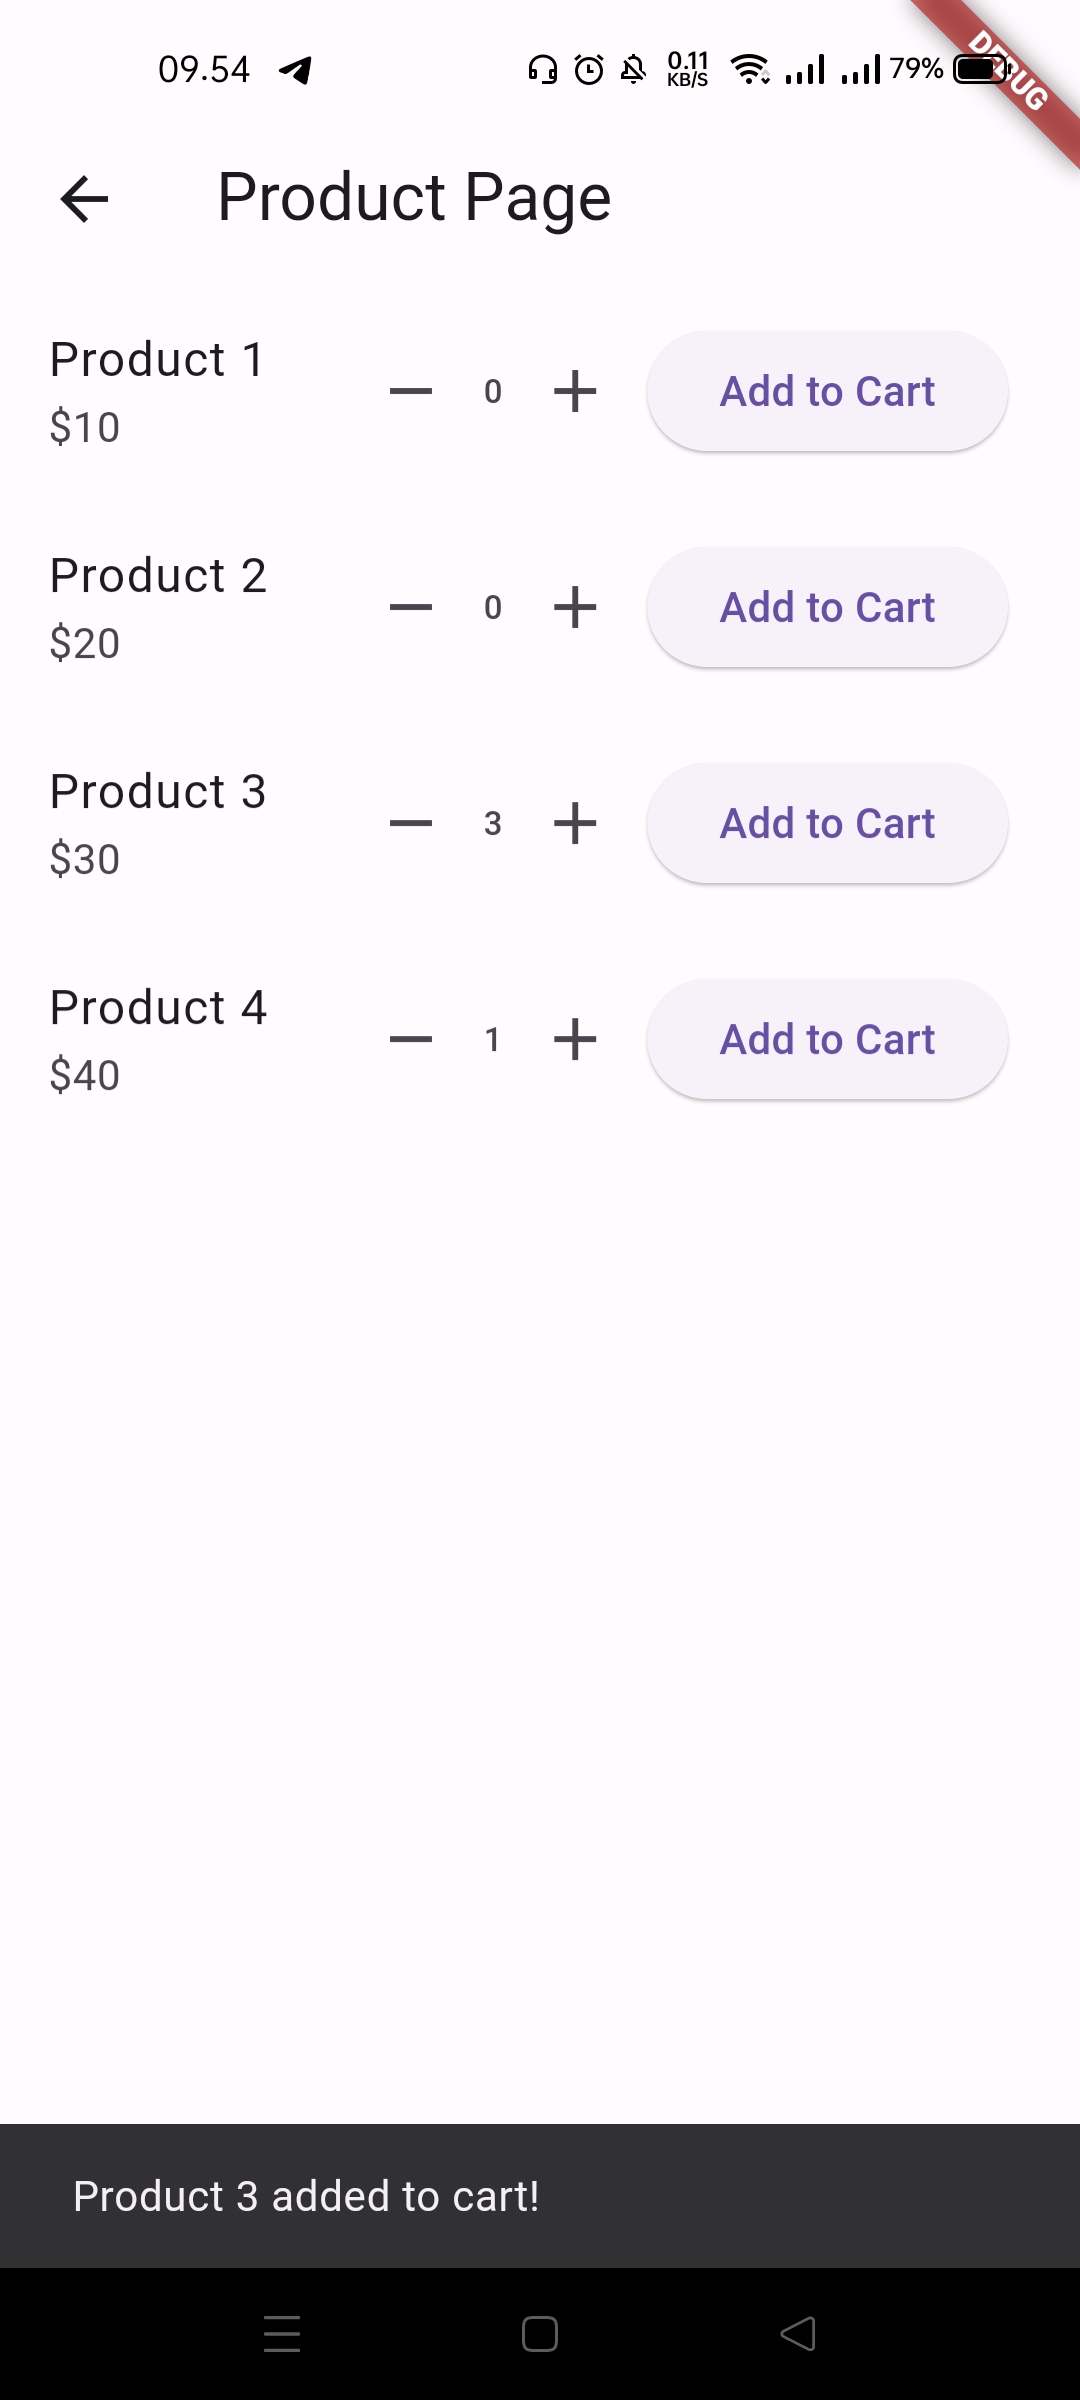 09.54
0.11
KB/S
79%
DEBUG
Product Page
Product 1
$10
0
Add to Cart
Product 2
$20
0
Add to Cart
Product 3
$30
3
Add to Cart
Product 4
$40
1
Add to Cart
Product 3 added to cart!